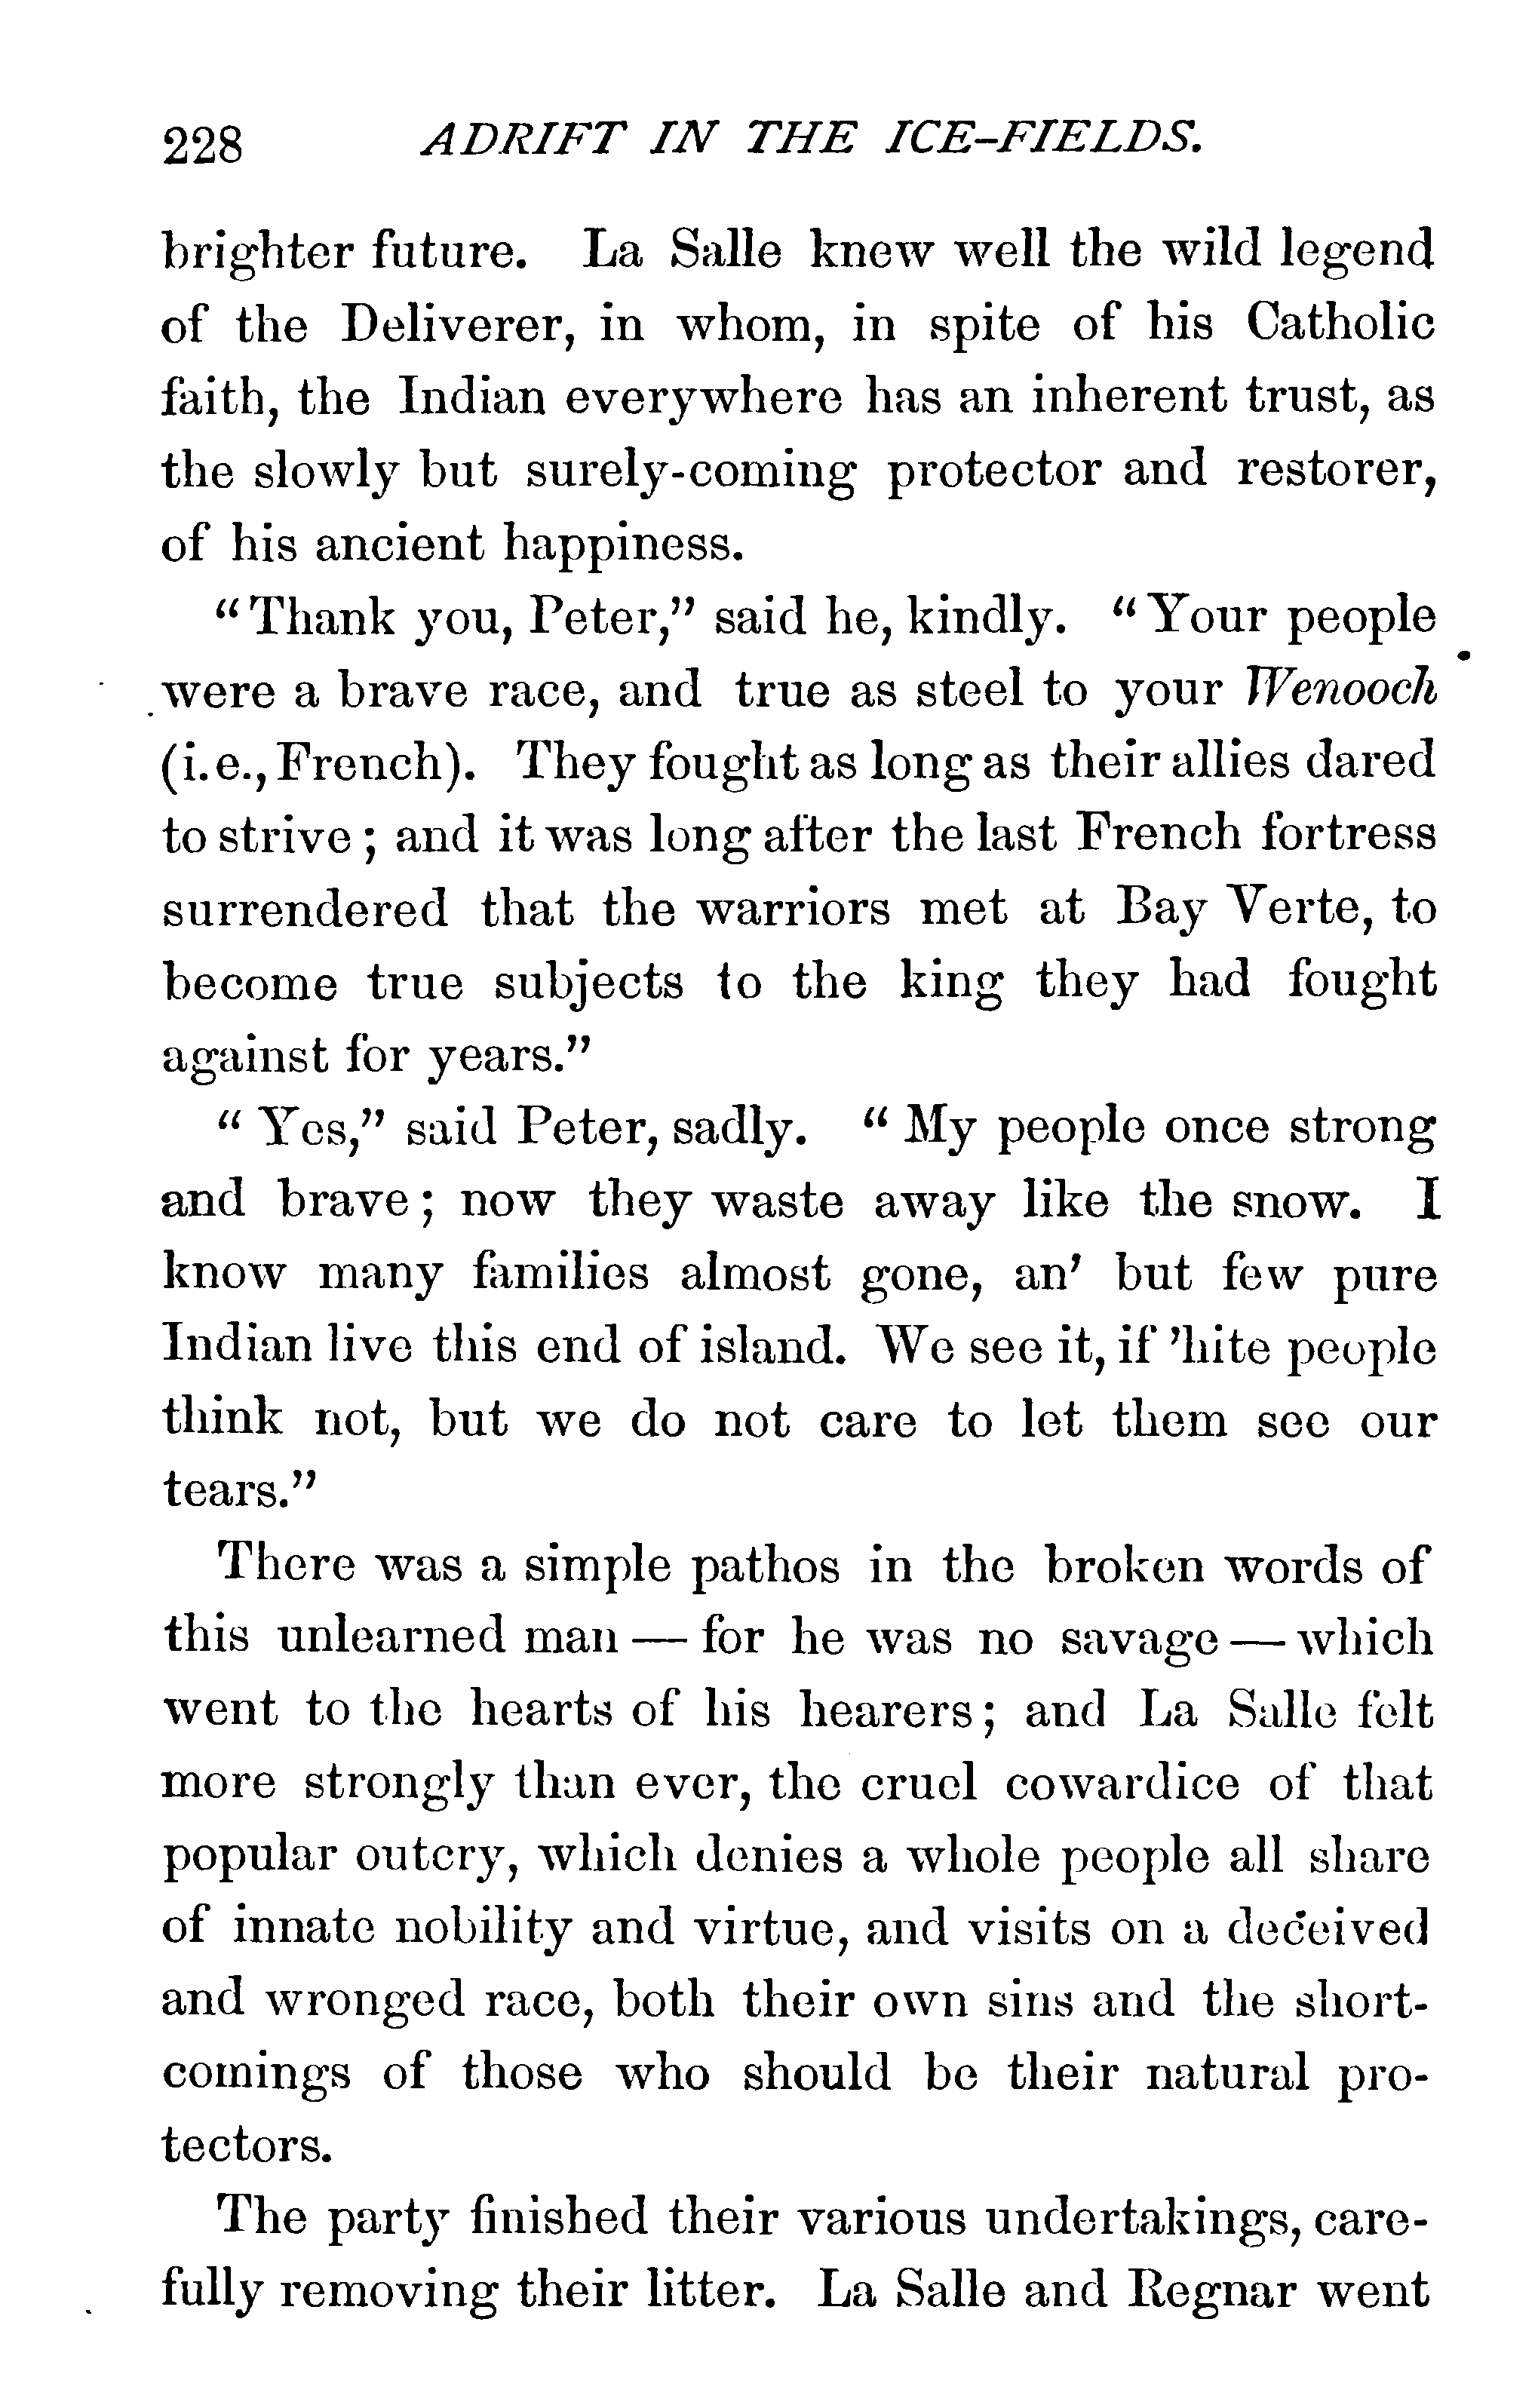 228 ADRIFT IN THE ICE-FIELDS.
brighter future. La Salle knew well the wild legend
of the Deliverer, in whom, in spite of his Catholic
faith, the Indian everywhere has an inherent trust, as
the slowly but surely-coming protector and restorer,
of his ancient happiness.
"Thank you, Peter," said he, kindly. "Your people
were a brave race, and true as steel to your Wenooch
(i.e., French). They fought as long as their allies dared
to strive; and it was long after the last French fortress
surrendered that the warriors met at Bay Verte, to
become true subjects to the king they had fought
against for years."
"Yes," said Peter, sadly. "My people once strong
and brave; now they waste away like the snow. I
know many families almost gone, an' but few pure
Indian live this end of island. We see it, if 'hite people
think not, but we do not care to let them see our
tears."
There was a simple pathos in the broken words of
this unlearned man — for he was no savage — which
went to the hearts of his hearers; and La Salle felt
more strongly than ever, the cruel cowardice of that
popular outcry, which denies a whole people all share
of innate nobility and virtue, and visits on a deceived
and wronged race, both their own sins and the short-
comings of those who should be their natural pro-
tectors.
The party finished their various undertakings, care-
fully removing their litter. La Salle and Regnar went